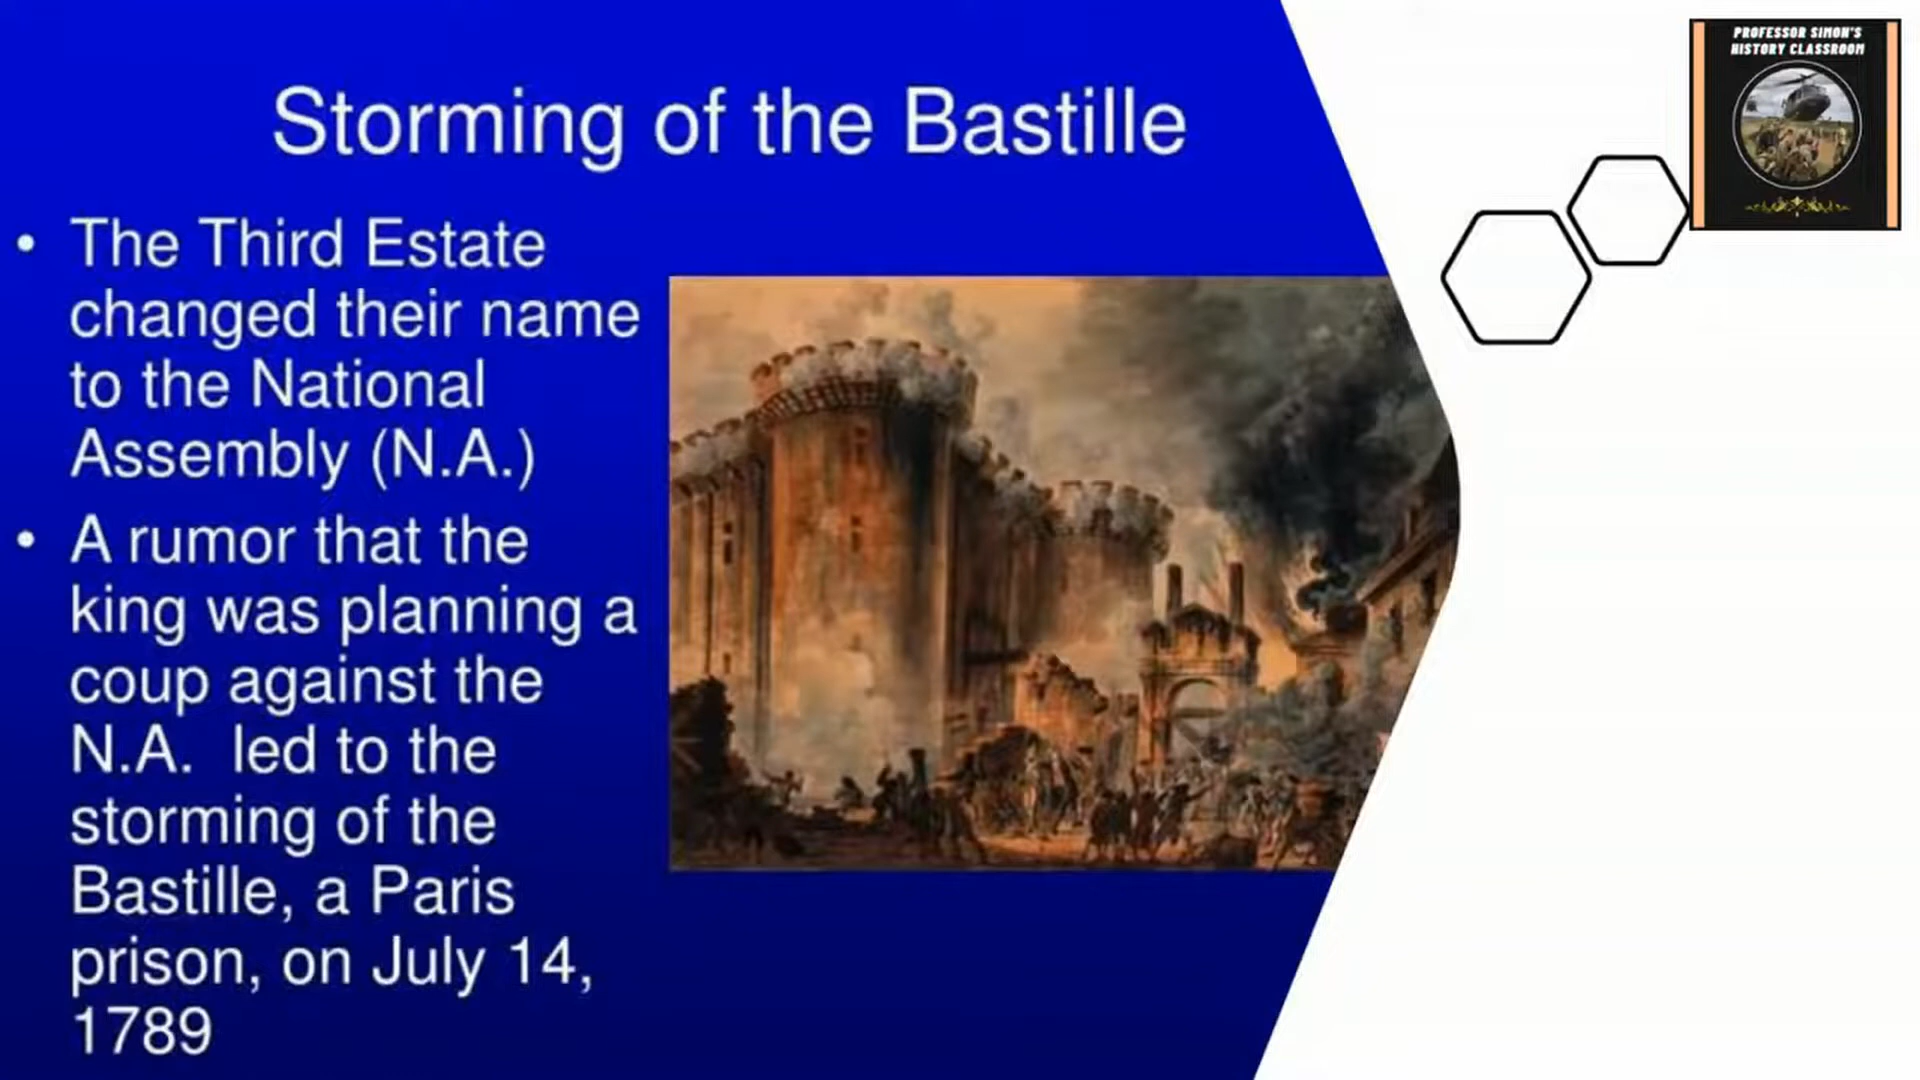 Storming of the Bastille
• The Third Estate
changed their name
to the National
Assembly (N.A.)
• A rumor that the
king was planning a
coup against the
N.A.  led to the
storming of the
Bastille, a Paris
prison, on July 14,
1789
PROFESSOR SIMON'S
HISTORY CLASSROOM